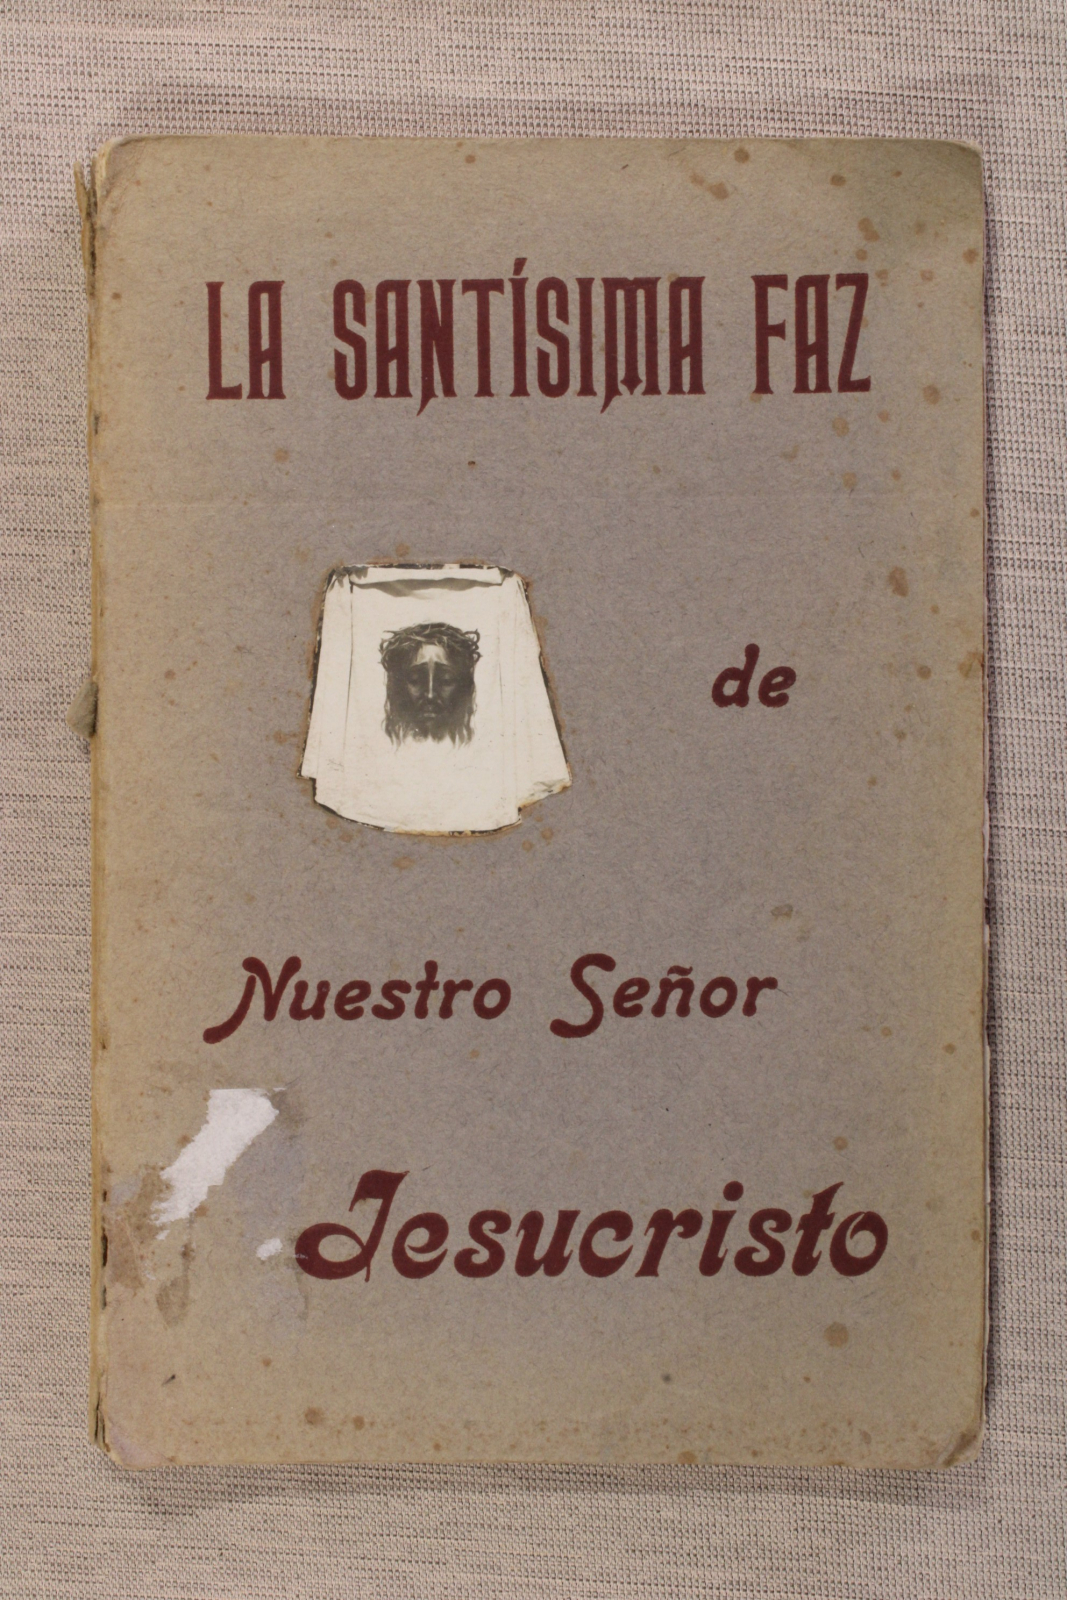 LA SANTÍSIMA FAZ
de
Nuestro Señor
Jesucristo